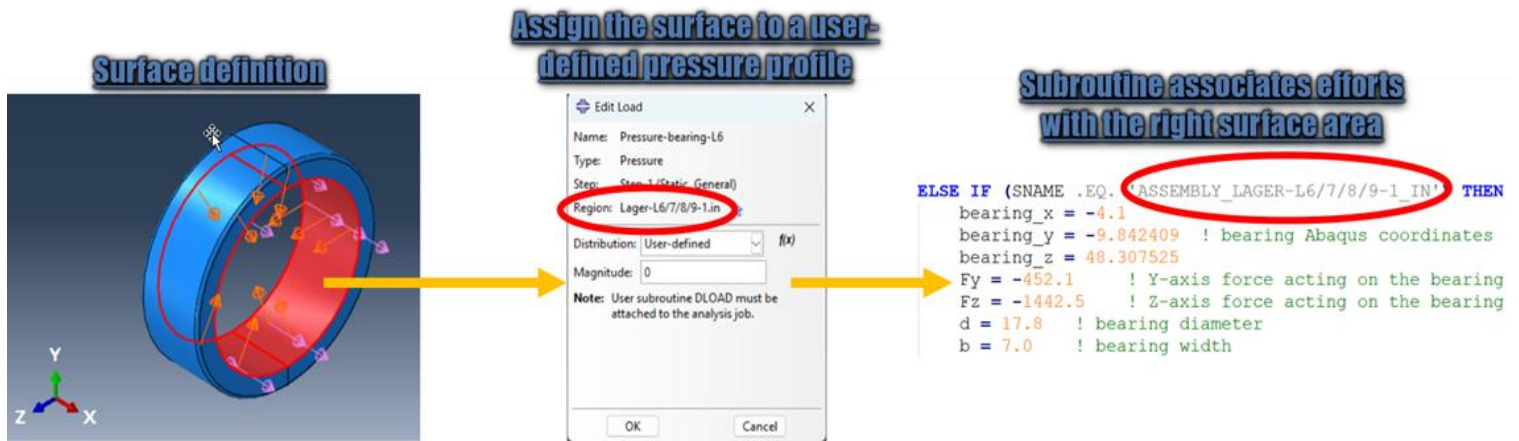 Surface definition
Assign the surface to a user-
defined pressure profile
Subroutine associates efforts
with the right surface area
Y
Z
X
Edit Load
Name: Pressure-bearing-L6
Type: Pressure
Step: Step-1 (Static, General)
Region: Lager-L6/7/8/9-1.in
Distribution: User-defined f(x)
Magnitude: 0
Note: User subroutine DLOAD must be
attached to the analysis job.
OK Cancel
ELSE IF (SNAME .EQ. 'ASSEMBLY_LAGER-L6/7/8/9-1_IN') THEN
bearing_x = -4.1
bearing_y = -9.842409 ! bearing Abaqus coordinates
bearing_z = 48.307525
Fy = -452.1 ! Y-axis force acting on the bearing
Fz = -1442.5 ! Z-axis force acting on the bearing
d = 17.8 ! bearing diameter
b = 7.0 ! bearing width